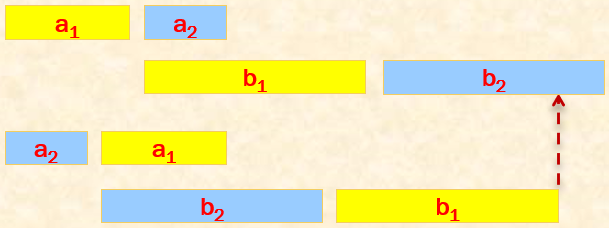 a₁ a₂
b₁ b₂
a₂ a₁
b₂ b₁